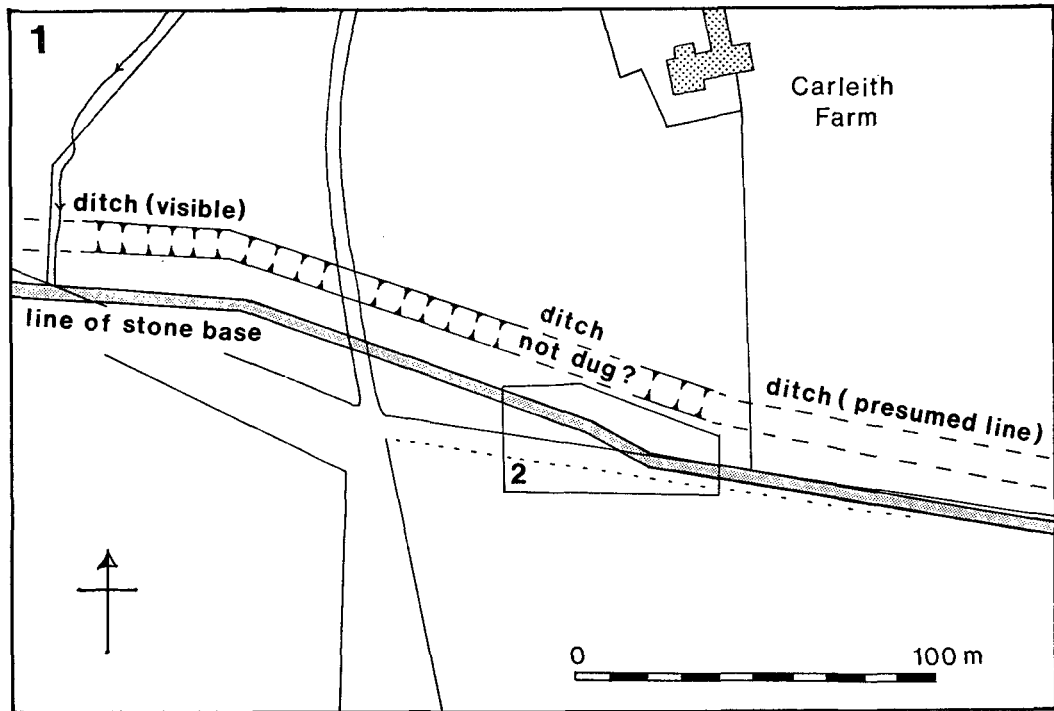 1
Carleith
Farm
ditch (visible)
ditch
not dug?
ditch ( presumed line)
line of stone base
2
0
100 m